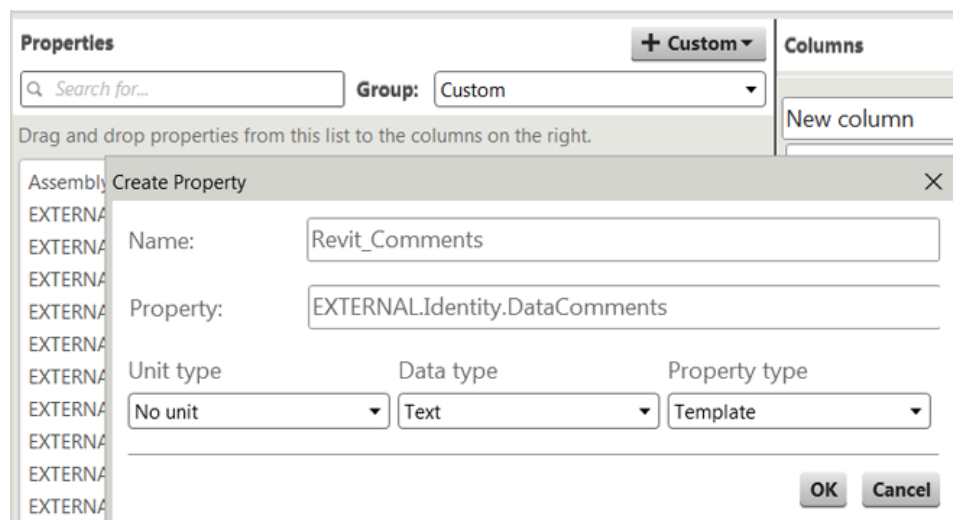 Properties
+ Custom
Columns
Search for...
Group:
Custom
New column
Drag and drop properties from this list to the columns on the right.
Assembly
Create Property
EXTERNA
Name:
Revit_Comments
EXTERNA
EXTERNA
Property:
EXTERNAL.Identity.DataComments
EXTERNA
EXTERNA
Unit type
Data type
Property type
EXTERNA
No unit
Text
Template
EXTERNA
EXTERNA
EXTERNA
OK
Cancel
EXTERNA